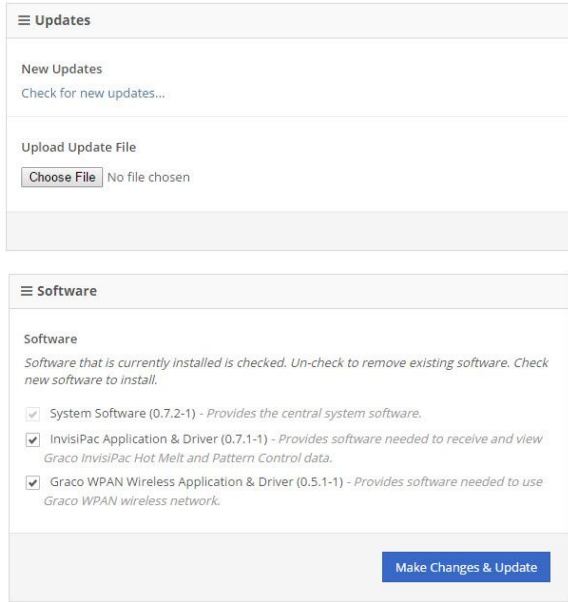 Updates
New Updates
Check for new updates...
Upload Update File
Choose File No file chosen
Software
Software
Software that is currently installed is checked. Un-check to remove existing software. Check
new software to install.
System Software (0.7.2-1) - Provides the central system software.
InvisiPac Application & Driver (0.7.1-1) - Provides software needed to receive and view
Graco InvisiPac Hot Melt and Pattern Control data.
Graco WPAN Wireless Application & Driver (0.5.1-1) - Provides software needed to use
Graco WPAN wireless network.
Make Changes & Update